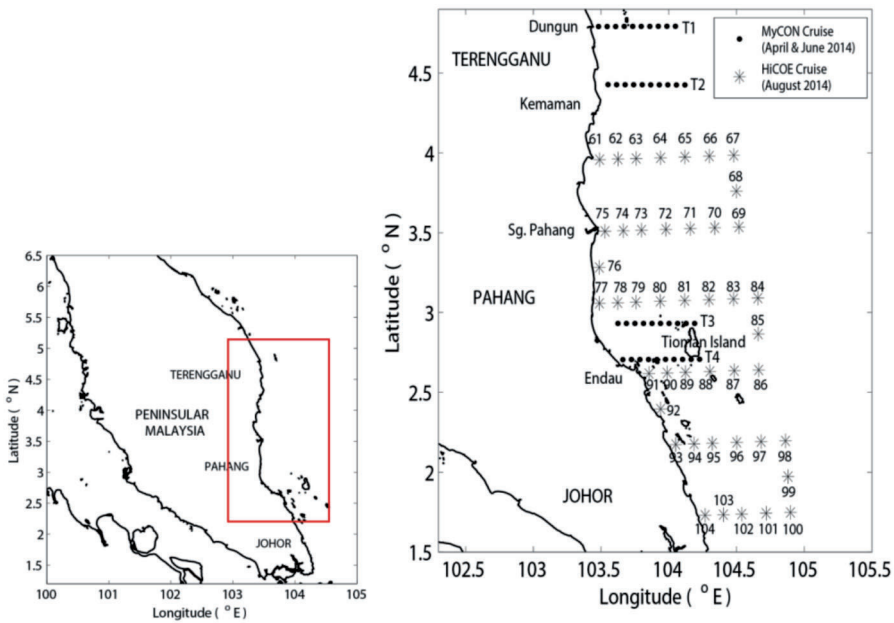 6.5
6
5.5
5
4.5
4
3.5
3
2.5
2
1.5
100 101 102 103 104 105
Latitude ( °N)
Longitude ( °E)
TERENGGANU
PENINSULAR
MALAYSIA
PAHANG
JOHOR
4.5
4
3.5
3
2.5
2
1.5
102.5 103 103.5 104 104.5 105 105.5
Latitude ( °N)
Longitude ( °E)
MyCON Cruise
(April & June 2014)
HiCOE Cruise
(August 2014)
Dungun T1
TERENGGANU
T2
Kemaman
61 62 63 64 65 66 67
68
75 74 73 72 71 70 69
Sg. Pahang
76
77 78 79 80 81 82 83 84
PAHANG
T3 85
Tioman Island
T4
Endau
91 90 89 88 87 86
92
93 94 95 96 97 98
99
JOHOR
103
104 102 101 100